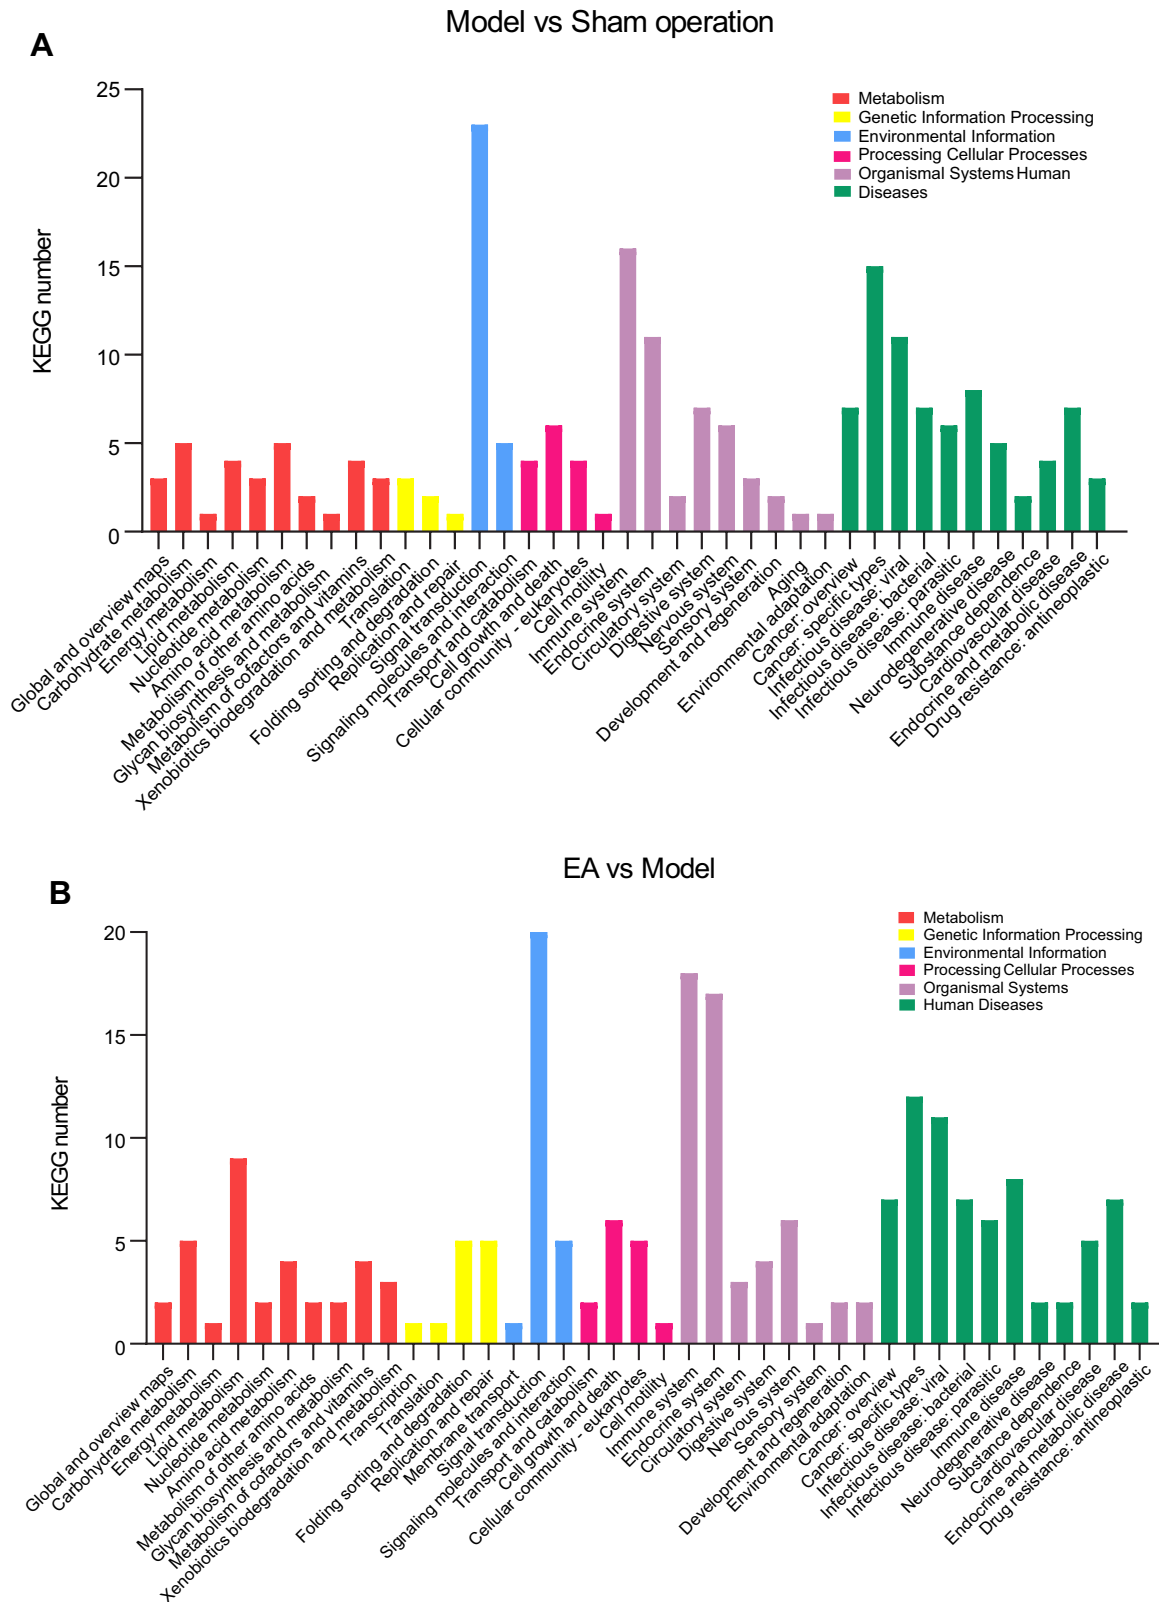 Model vs Sham operation
A
25
20
15
10
5
0
KEGG number
Metabolism
Genetic Information Processing
Environmental Information
Processing Cellular Processes
Organismal Systems Human
Diseases
Global and overview maps
Carbohydrate metabolism
Energy metabolism
Lipid metabolism
Nucleotide metabolism
Amino acid metabolism
Metabolism of other amino acids
Glycan biosynthesis and metabolism
Metabolism of cofactors and vitamins
Xenobiotics biodegradation and metabolism
Translation
Folding sorting and degradation
Replication and repair
Signal transduction
Signaling molecules and interaction
Transport and catabolism
Cell growth and death
Cellular community - eukaryotes
Cell motility
Immune system
Endocrine system
Circulatory system
Digestive system
Nervous system
Sensory system
Development and regeneration
Aging
Environmental adaptation
Cancer: overview
Cancer: specific types
Infectious disease: viral
Infectious disease: bacterial
Infectious disease: parasitic
Immune disease
Neurodegenerative disease
Substance dependence
Cardiovascular disease
Endocrine and metabolic disease
Drug resistance: antineoplastic
EA vs Model
B
20
15
10
5
0
KEGG number
Metabolism
Genetic Information Processing
Environmental Information
Processing Cellular Processes
Organismal Systems
Human Diseases
Global and overview maps
Carbohydrate metabolism
Energy metabolism
Lipid metabolism
Nucleotide metabolism
Amino acid metabolism
Metabolism of other amino acids
Glycan biosynthesis and metabolism
Metabolism of cofactors and vitamins
Xenobiotics biodegradation and metabolism
Transcription
Translation
Folding sorting and degradation
Replication and repair
Membrane transport
Signal transduction
Signaling molecules and interaction
Transport and catabolism
Cell growth and death
Cellular community - eukaryotes
Cell motility
Immune system
Endocrine system
Circulatory system
Digestive system
Nervous system
Sensory system
Development and regeneration
Environmental adaptation
Cancer: overview
Cancer: specific types
Infectious disease: viral
Infectious disease: bacterial
Infectious disease: parasitic
Immune disease
Neurodegenerative disease
Substance dependence
Cardiovascular disease
Endocrine and metabolic disease
Drug resistance: antineoplastic